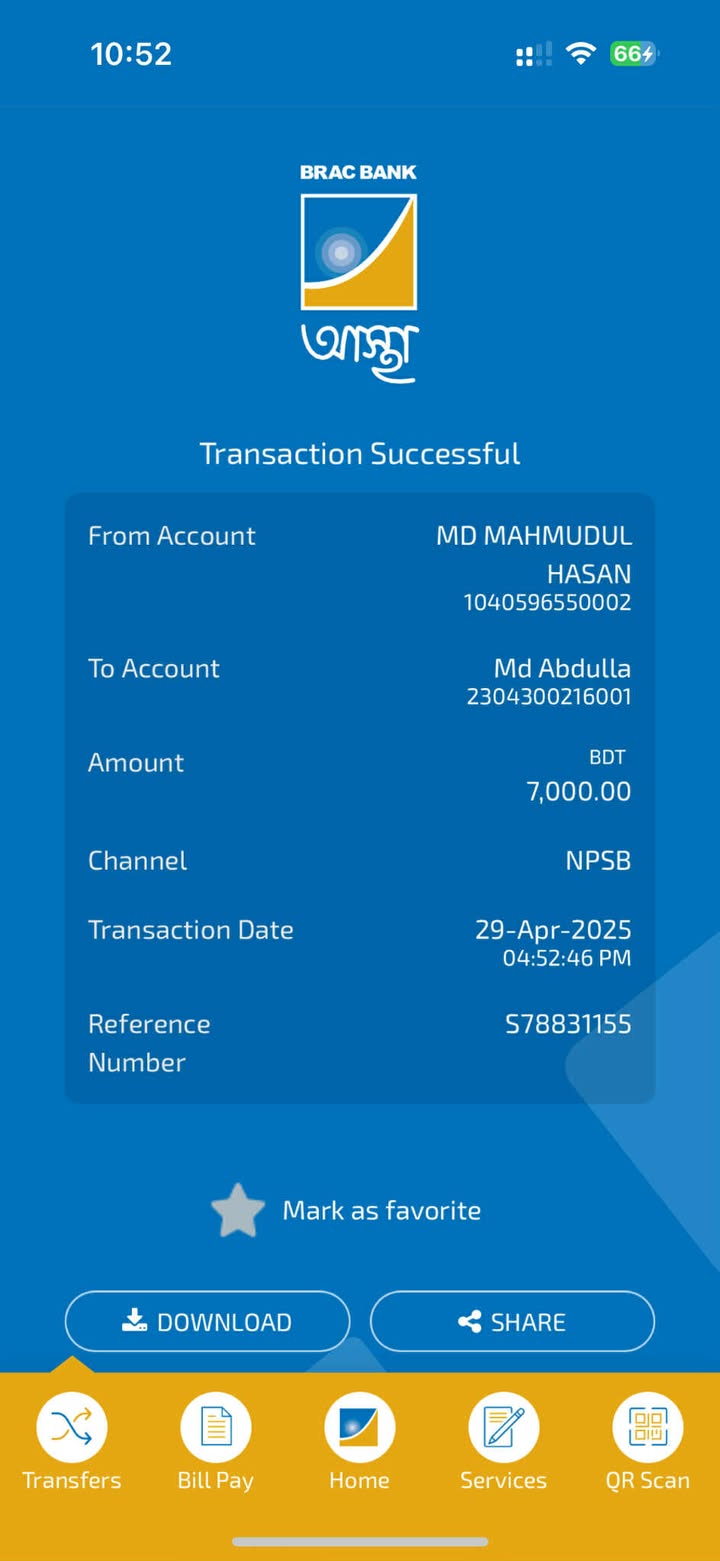 10:52
66
BRAC BANK
আস্থা
Transaction Successful
From Account
MD MAHMUDUL
HASAN
1040596550002
To Account
Md Abdulla
2304300216001
Amount
BDT
7,000.00
Channel
NPSB
Transaction Date
29-Apr-2025
04:52:46 PM
Reference
Number
S78831155
Mark as favorite
DOWNLOAD
SHARE
Transfers
Bill Pay
Home
Services
QR Scan